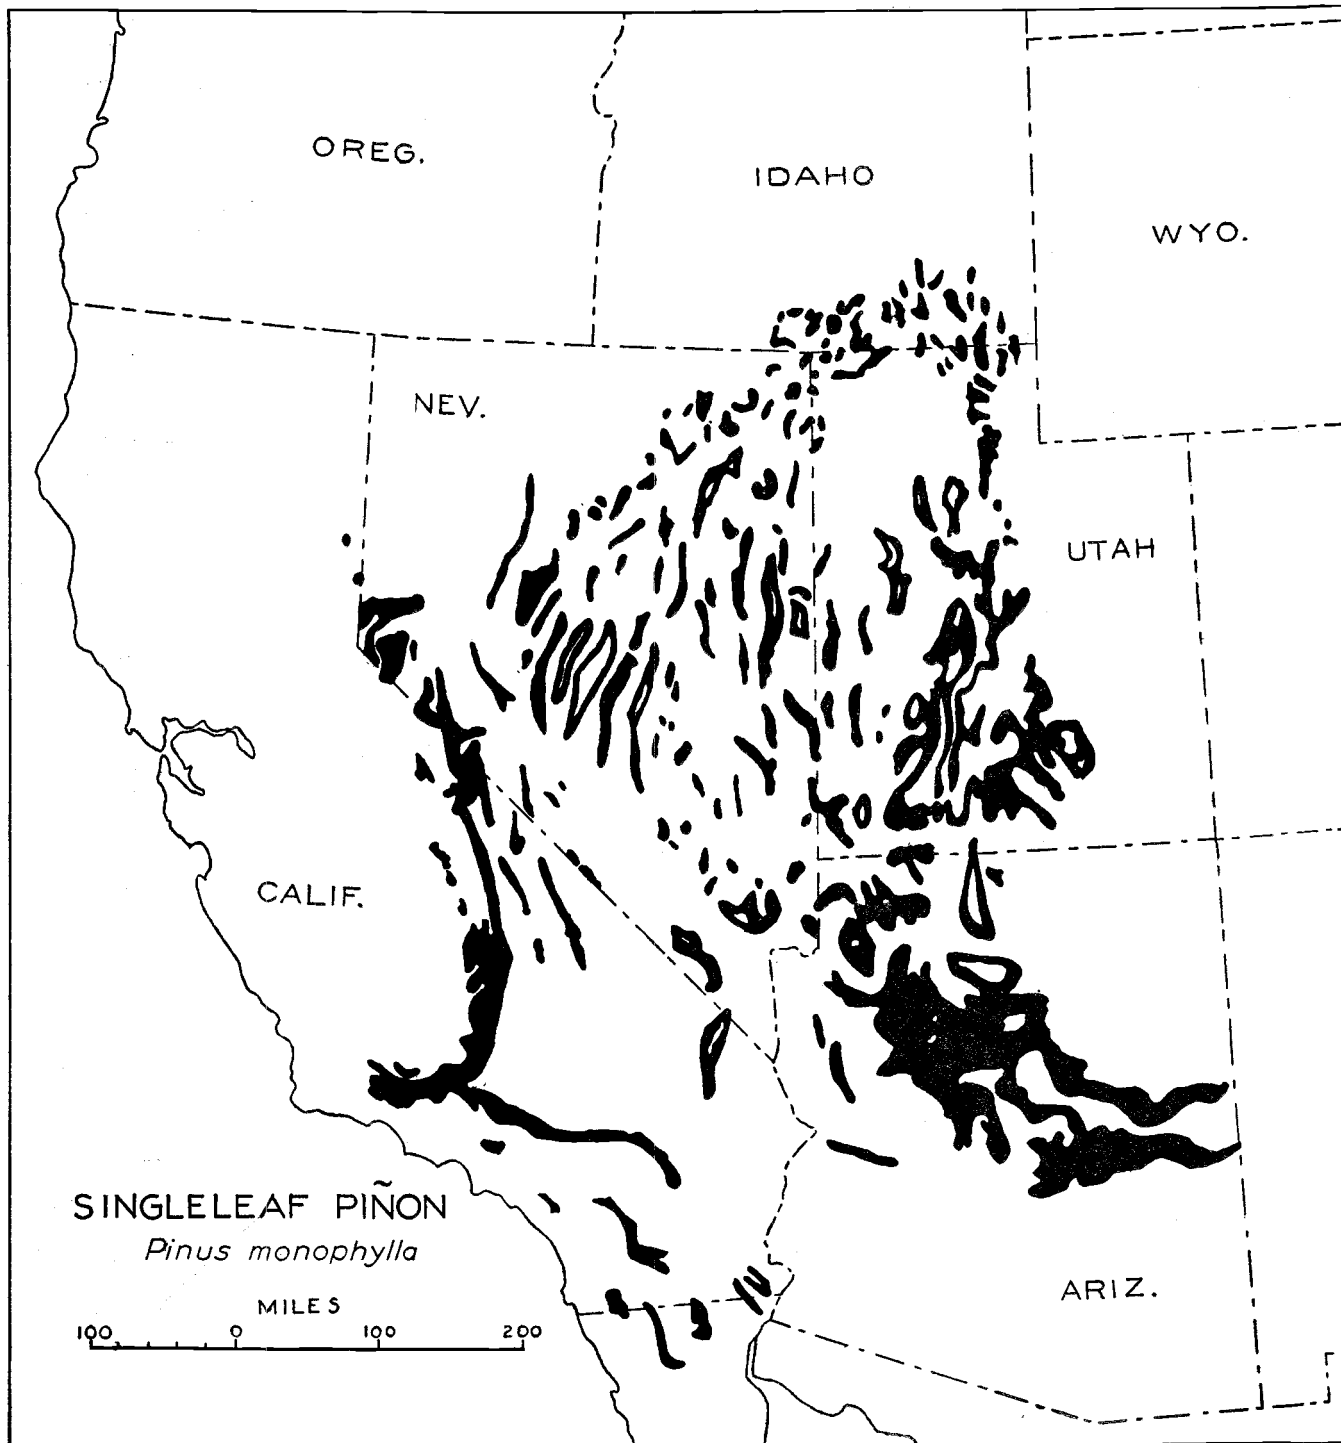 OREG.
IDAHO
WYO.
NEV.
UTAH
CALIF.
SINGLELEAF PIÑON
Pinus monophylla
MILES
100 0 100 200
ARIZ.